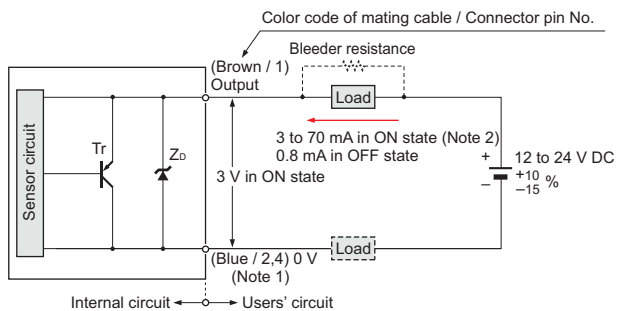 Color code of mating cable / Connector pin No.
Bleeder resistance
(Brown / 1)
Output
Load
Sensor circuit
Tr
ZD
3 to 70 mA in ON state (Note 2)
0.8 mA in OFF state
3 V in ON state
+
−
12 to 24 V DC
+10
−15 %
Load
(Blue / 2,4) 0 V
(Note 1)
Internal circuit
Users' circuit